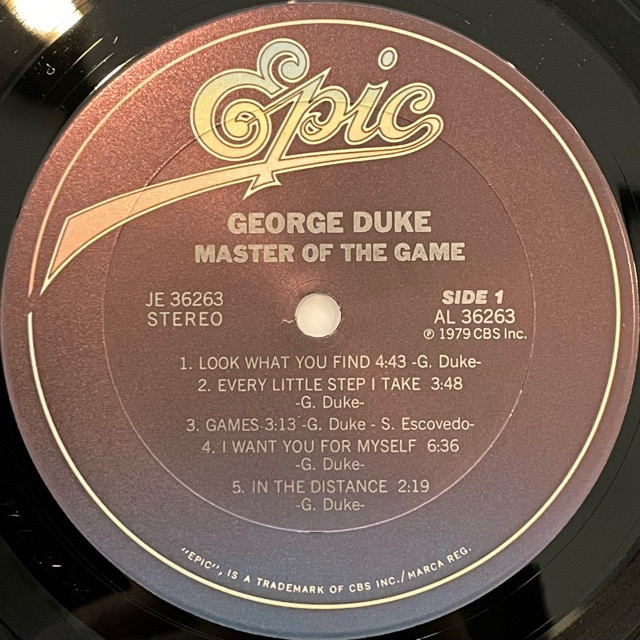 Epic
GEORGE DUKE
MASTER OF THE GAME
JE 36263
STEREO
SIDE 1
AL 36263
℗ 1979 CBS Inc.
1. LOOK WHAT YOU FIND 4:43 -G. Duke-
2. EVERY LITTLE STEP I TAKE 3:48
-G. Duke-
3. GAMES 3:13 -G. Duke - S. Escovedo-
4. I WANT YOU FOR MYSELF 6:36
-G. Duke-
5. IN THE DISTANCE 2:19
-G. Duke-
"EPIC", IS A TRADEMARK OF CBS INC./MARCA REG.